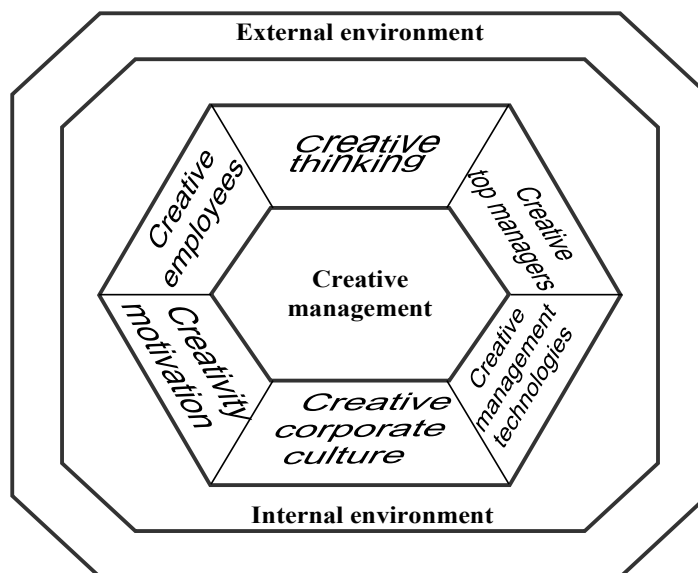 External environment
Creative
thinking
Creative
employees
Creative
top managers
Creative
management
Creativity
motivation
Creative
management
technologies
Creative
corporate
culture
Internal environment